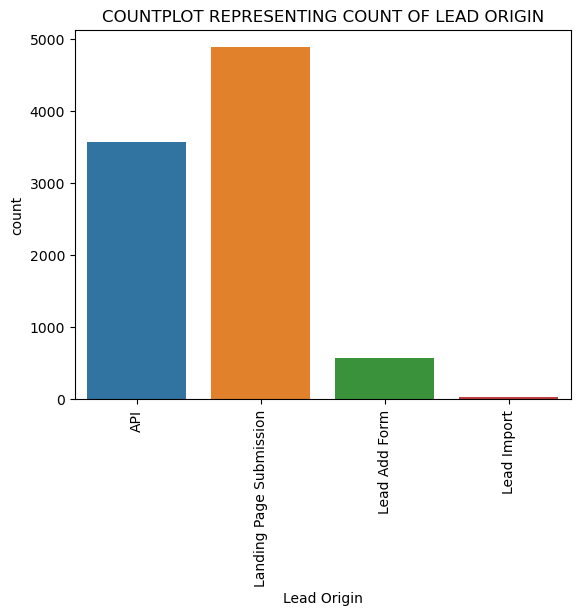 COUNTPLOT REPRESENTING COUNT OF LEAD ORIGIN
5000
4000
3000
2000
1000
0
count
API
Landing Page Submission
Lead Add Form
Lead Import
Lead Origin